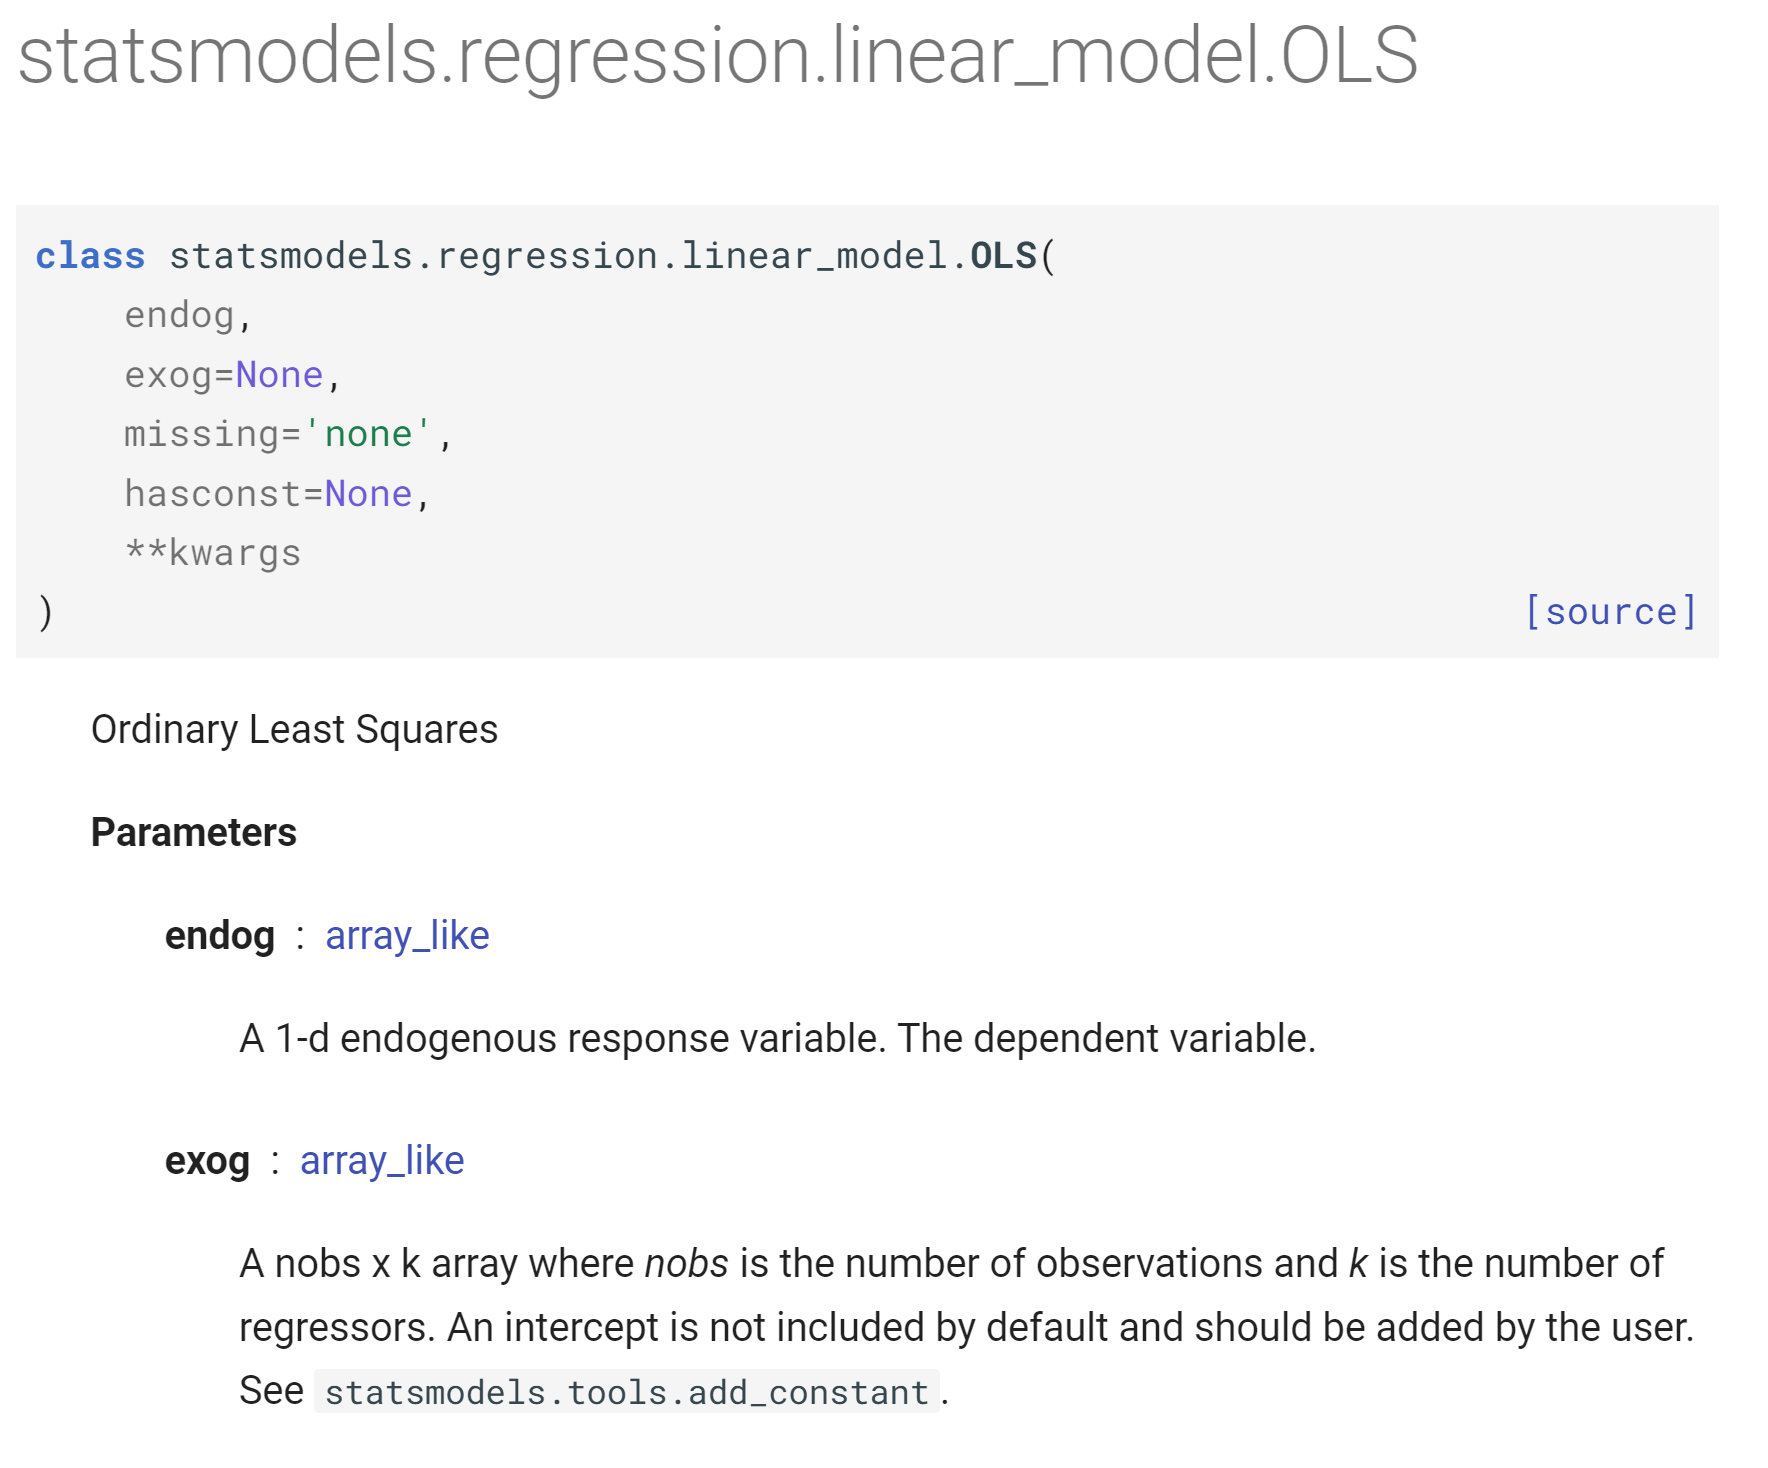 statsmodels.regression.linear_model.OLS
class statsmodels.regression.linear_model.OLS(
endog,
exog=None,
missing='none',
hasconst=None,
**kwargs
) [source]
Ordinary Least Squares
Parameters
endog : array_like
A 1-d endogenous response variable. The dependent variable.
exog : array_like
A nobs x k array where nobs is the number of observations and k is the number of
regressors. An intercept is not included by default and should be added by the user.
See statsmodels.tools.add_constant.